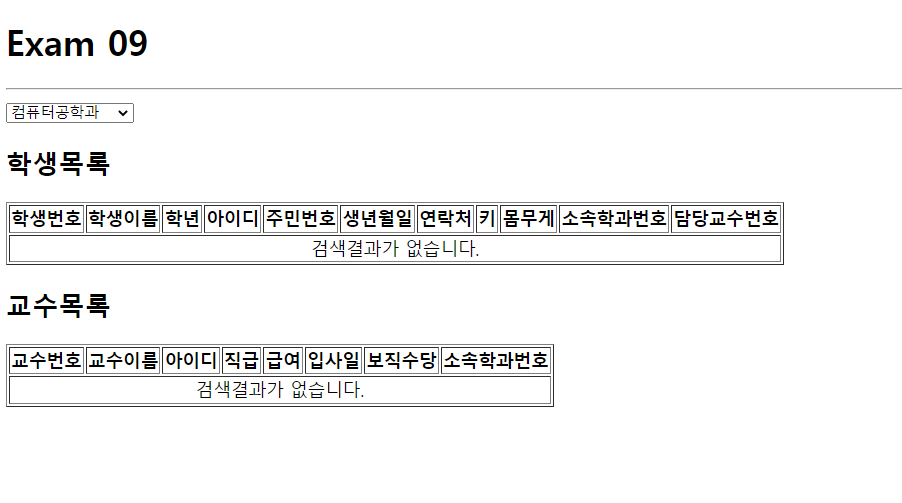 Exam 09
컴퓨터공학과
학생목록
학생번호 학생이름 학년 아이디 주민번호 생년월일 연락처 키 몸무게 소속학과번호 담당교수번호
검색결과가 없습니다.
교수목록
교수번호 교수이름 아이디 직급 급여 입사일 보직수당 소속학과번호
검색결과가 없습니다.